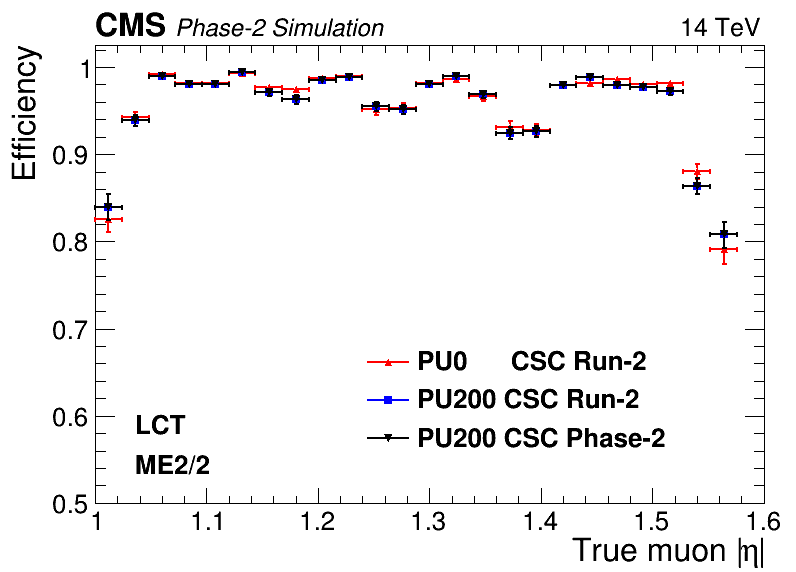 CMS Phase-2 Simulation 14 TeV
Efficiency
1
0.9
0.8
0.7
0.6
0.5
PU0 CSC Run-2
PU200 CSC Run-2
PU200 CSC Phase-2
LCT
ME2/2
1 1.1 1.2 1.3 1.4 1.5 1.6
True muon |η|